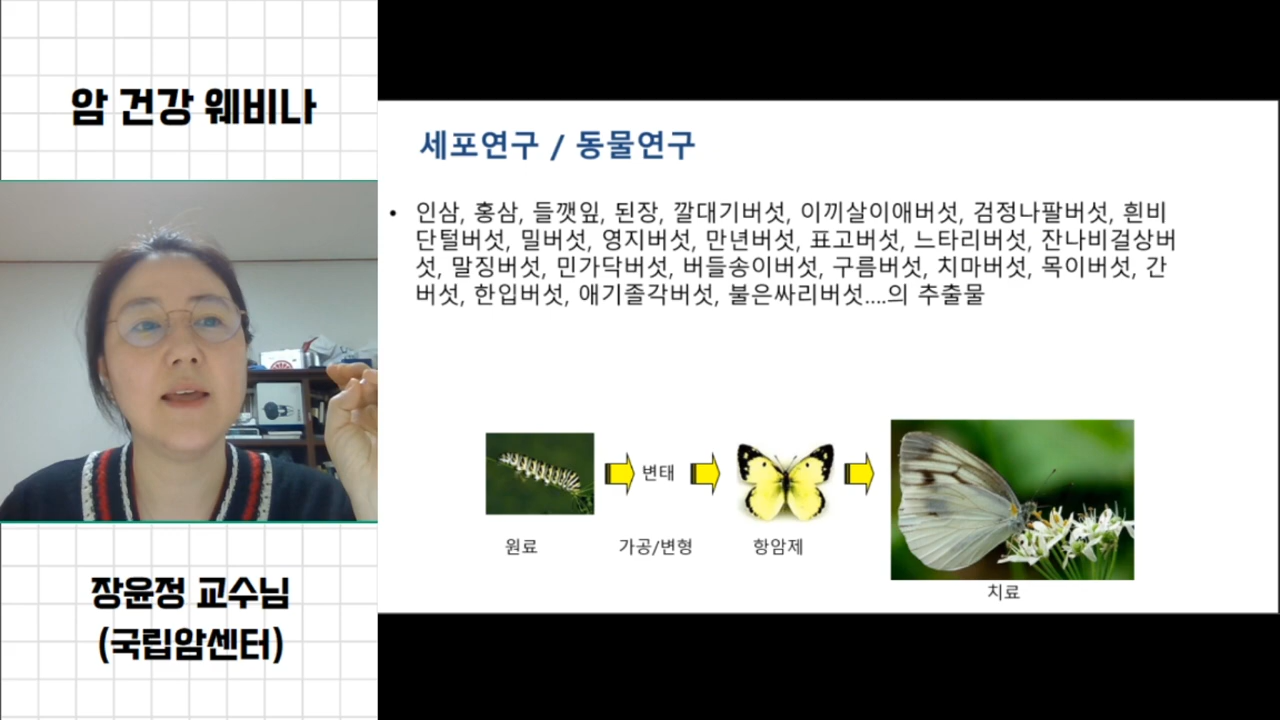 암 건강 웨비나
장윤정 교수님
(국립암센터)
세포연구 / 동물연구
• 인삼, 홍삼, 들깻잎, 된장, 깔대기버섯, 이끼살이애버섯, 검정나팔버섯, 흰비
단털버섯, 밀버섯, 영지버섯, 만년버섯, 표고버섯, 느타리버섯, 잔나비걸상버
섯, 말징버섯, 민가닥버섯, 버들송이버섯, 구름버섯, 치마버섯, 목이버섯, 간
버섯, 한입버섯, 애기졸각버섯, 불은싸리버섯....의 추출물
변태
원료
가공/변형
항암제
치료